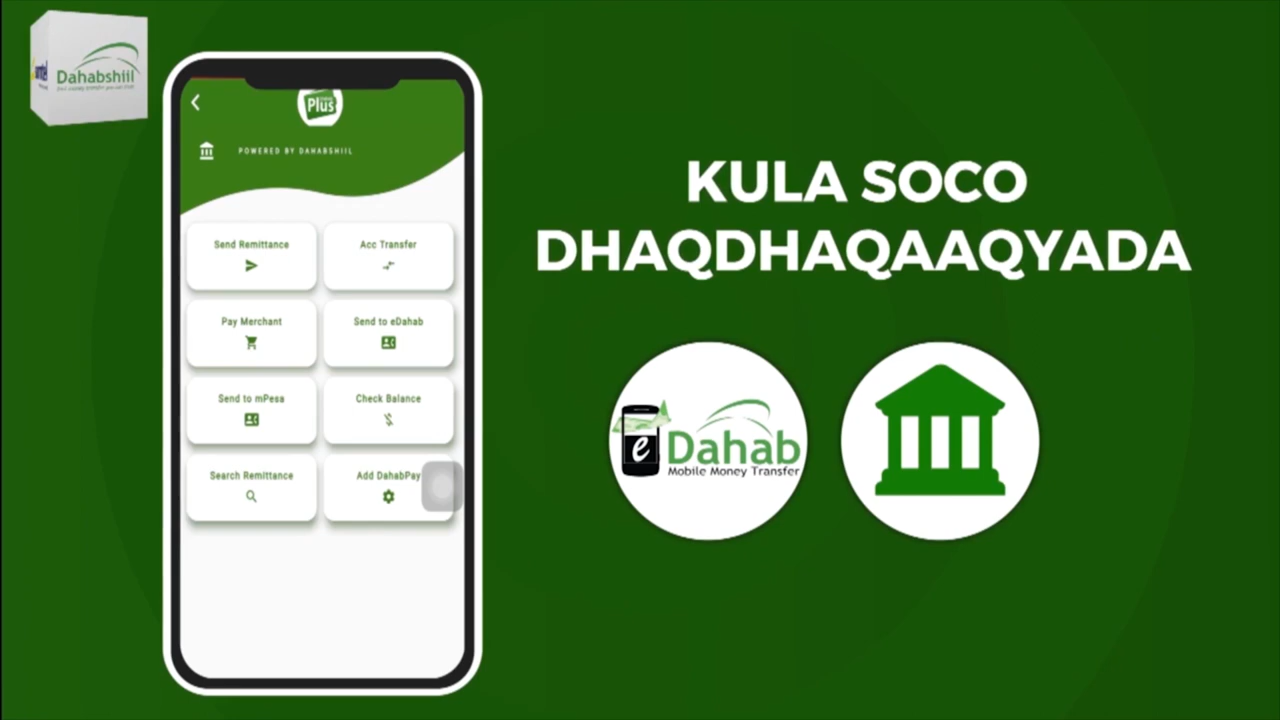 Dahabshiil
Plus
POWERED BY DAHABSHIIL
Send Remittance
Acc Transfer
Pay Merchant
Send to eDahab
Send to mPesa
Check Balance
Search Remittance
Add DahabPay
KULA SOCO
DHAQDHAQAAQYADA
e Dahab
Mobile Money Transfer